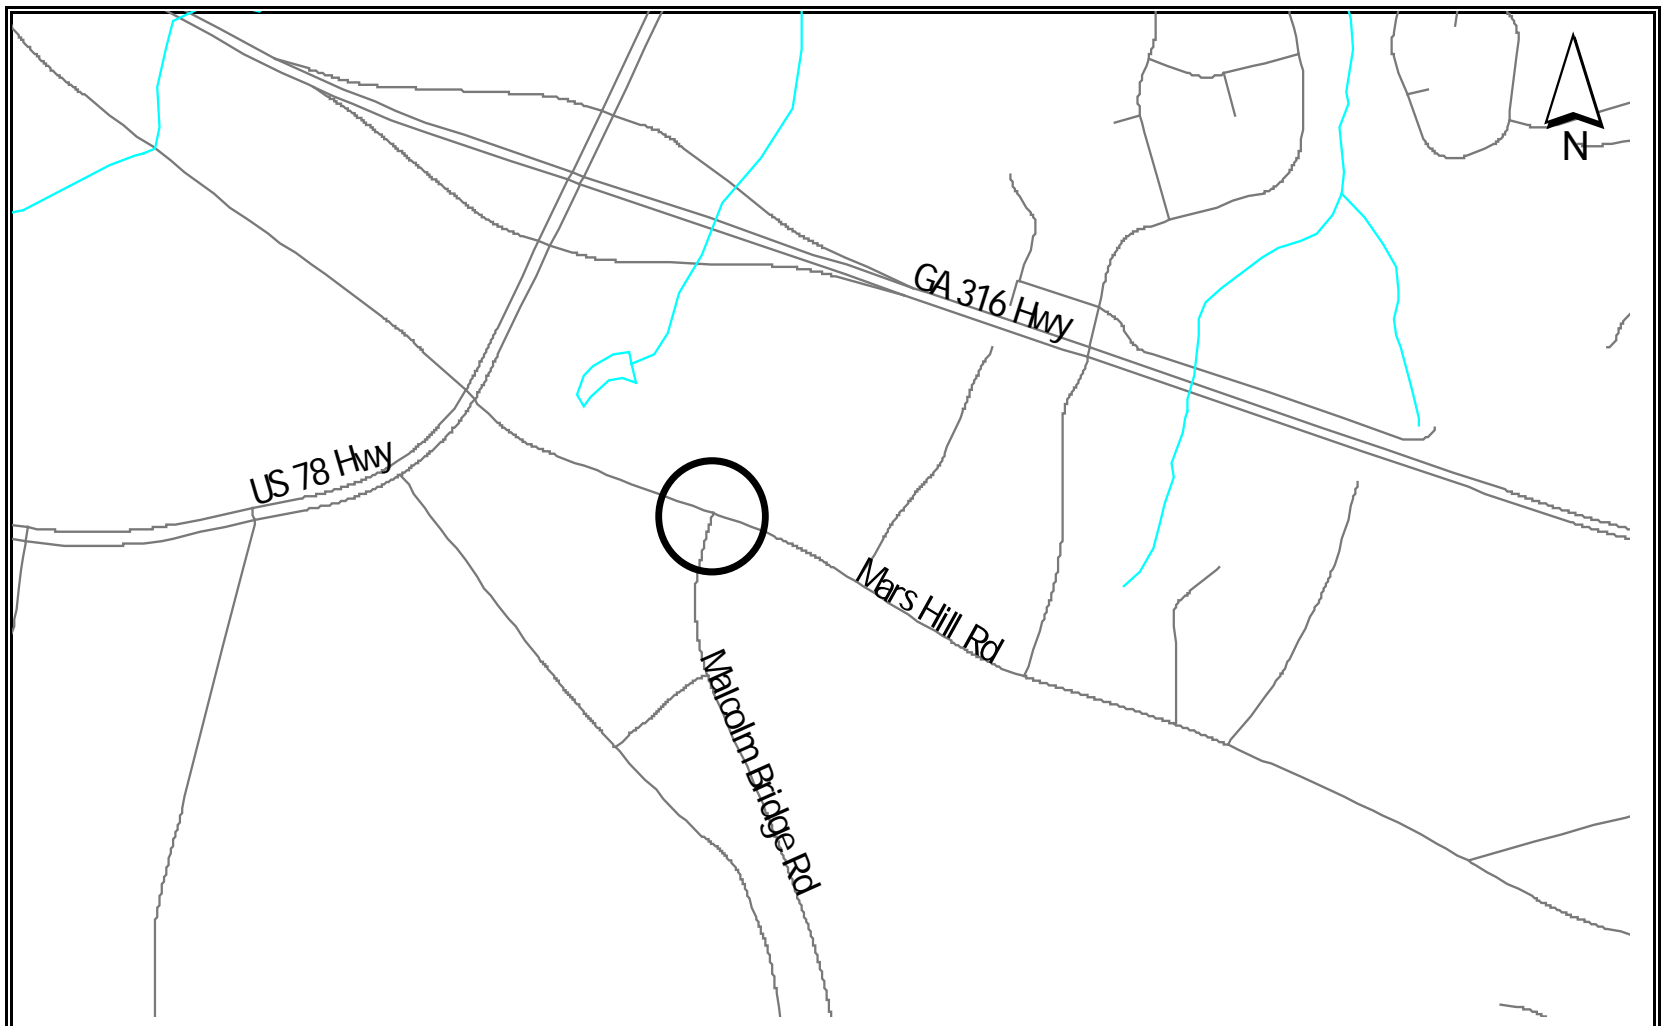 N
GA 316 Hwy
US 78 Hwy
Mars Hill Rd
Malcolm Bridge Rd